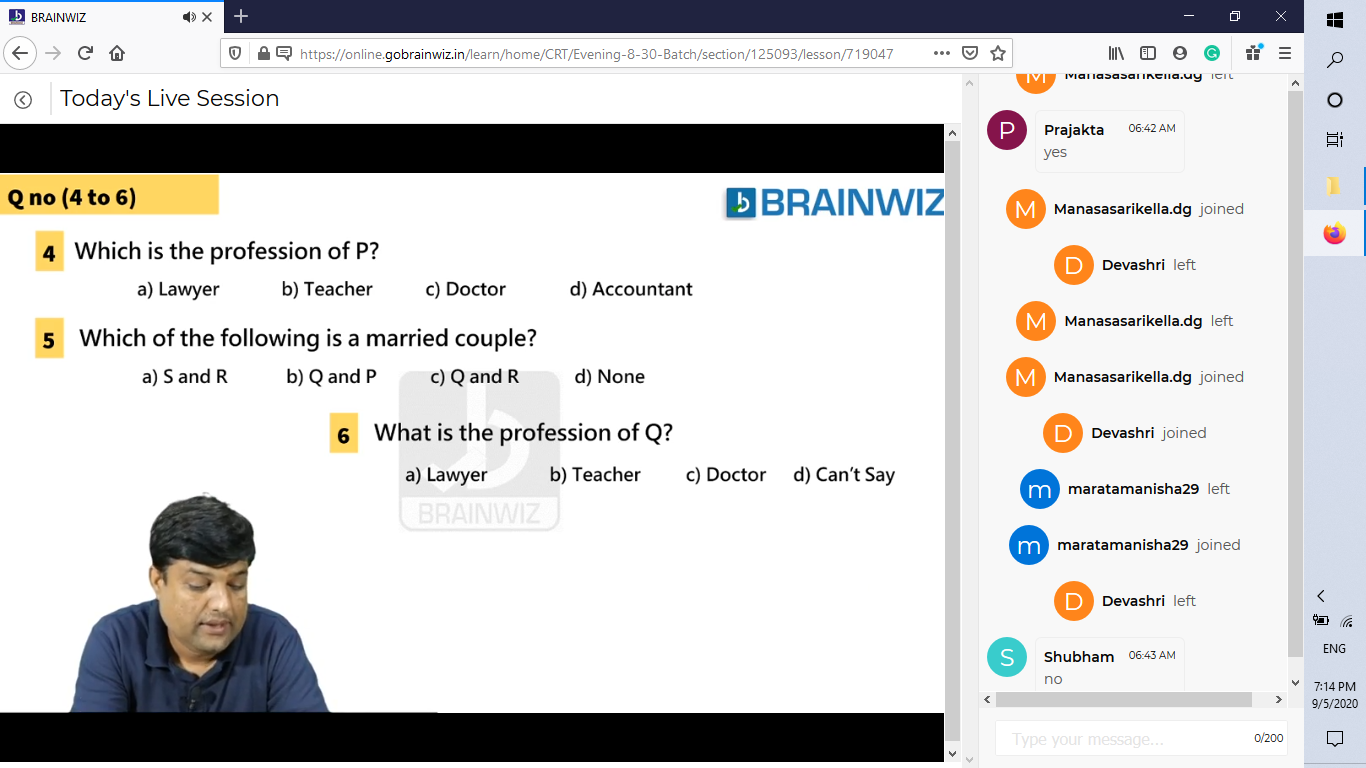 BRAINWIZ
https://online.gobrainwiz.in/learn/home/CRT/Evening-8-30-Batch/section/125093/lesson/719047
Today's Live Session
Q no (4 to 6)
BRAINWIZ
4 Which is the profession of P?
a) Lawyer b) Teacher c) Doctor d) Accountant
5 Which of the following is a married couple?
a) S and R b) Q and P c) Q and R d) None
6 What is the profession of Q?
a) Lawyer b) Teacher c) Doctor d) Can't Say
BRAINWIZ
M Manasasarikella.dg left
P Prajakta 06:42 AM
yes
M Manasasarikella.dg joined
D Devashri left
M Manasasarikella.dg left
M Manasasarikella.dg joined
D Devashri joined
m maratamanisha29 left
m maratamanisha29 joined
D Devashri left
S Shubham 06:43 AM
no
Type your message... 0/200
ENG
7:14 PM
9/5/2020